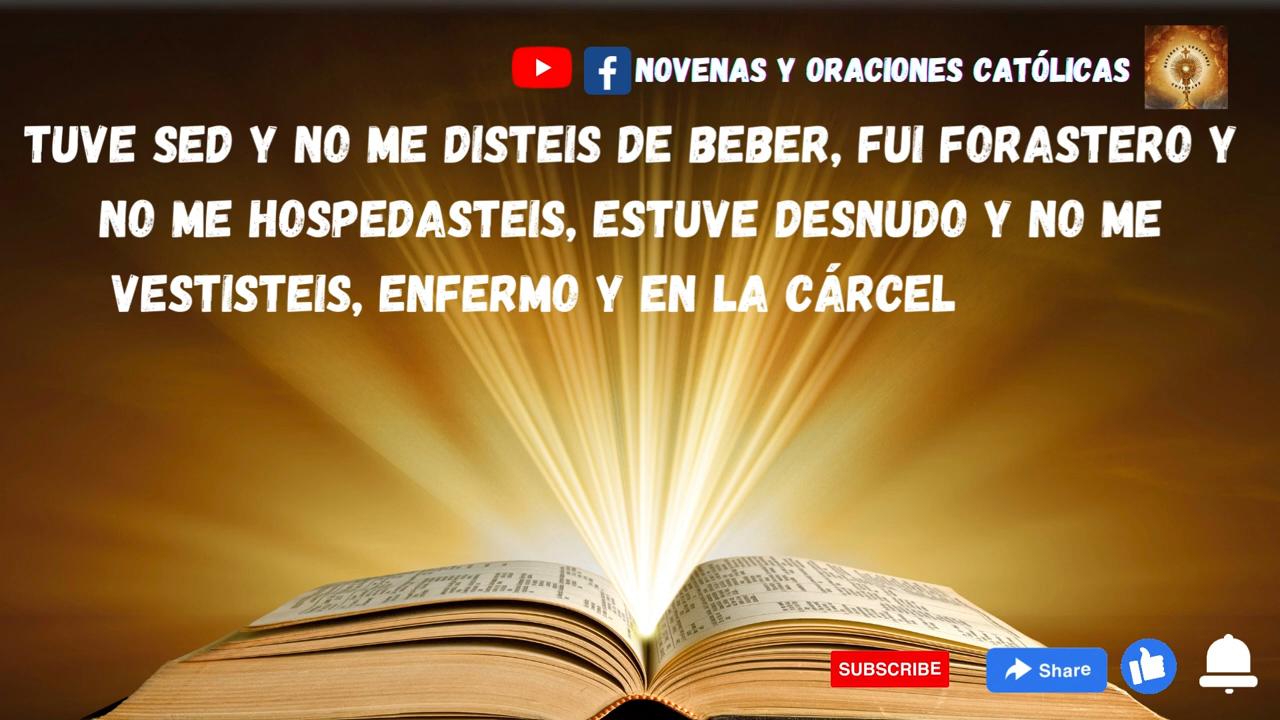 NOVENAS Y ORACIONES CATÓLICAS
TUVE SED Y NO ME DISTEIS DE BEBER, FUI FORASTERO Y
NO ME HOSPEDASTEIS, ESTUVE DESNUDO Y NO ME
VESTISTEIS, ENFERMO Y EN LA CÁRCEL
SUBSCRIBE
Share